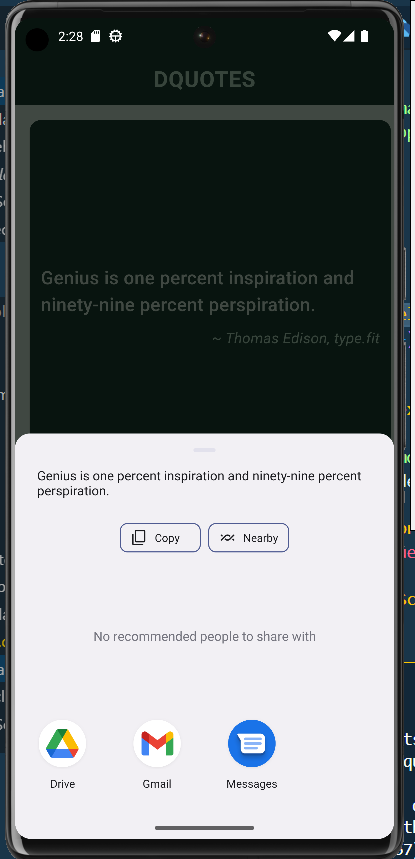 2:28
DQUOTES
Genius is one percent inspiration and
ninety-nine percent perspiration.
~ Thomas Edison, type.fit
Genius is one percent inspiration and ninety-nine percent
perspiration.
Copy Nearby
No recommended people to share with
Drive Gmail Messages